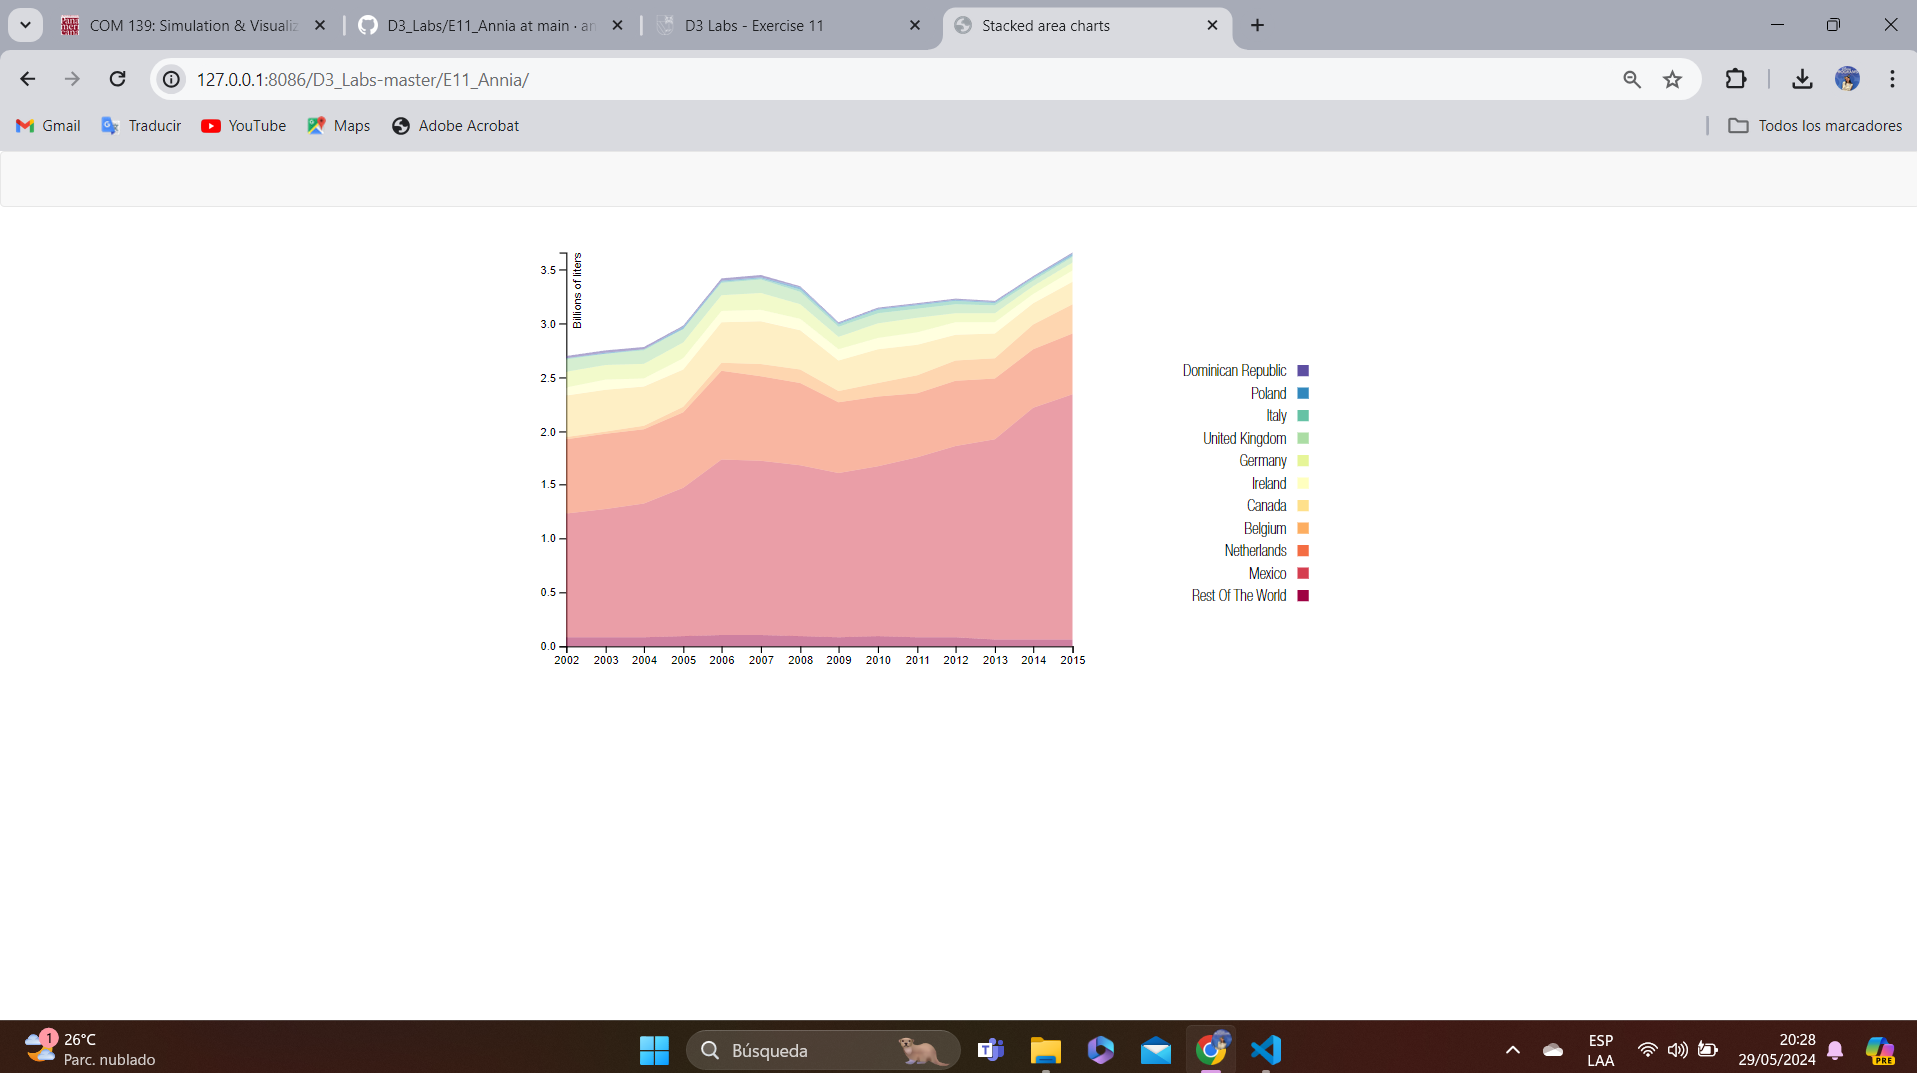 COM 139: Simulation & Visualiz
D3_Labs/E11_Annia at main · an
D3 Labs - Exercise 11
Stacked area charts
127.0.0.1:8086/D3_Labs-master/E11_Annia/
Gmail
Traducir
YouTube
Maps
Adobe Acrobat
Todos los marcadores
Billions of liters
3.5
3.0
2.5
2.0
1.5
1.0
0.5
0.0
2002 2003 2004 2005 2006 2007 2008 2009 2010 2011 2012 2013 2014 2015
Dominican Republic
Poland
Italy
United Kingdom
Germany
Ireland
Canada
Belgium
Netherlands
Mexico
Rest Of The World
1
26°C
Parc. nublado
Búsqueda
ESP
LAA
20:28
29/05/2024
PRE